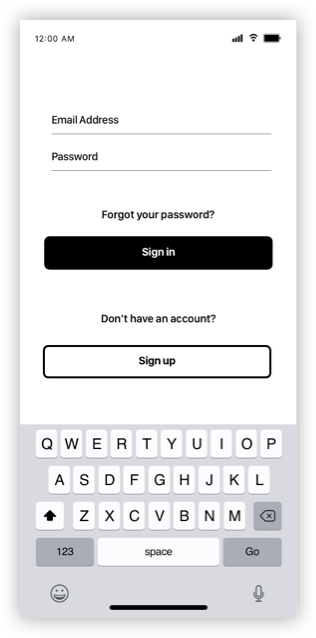 12:00 AM
Email Address
Password
Forgot your password?
Sign in
Don't have an account?
Sign up
Q W E R T Y U I O P
A S D F G H J K L
Z X C V B N M
123 space Go